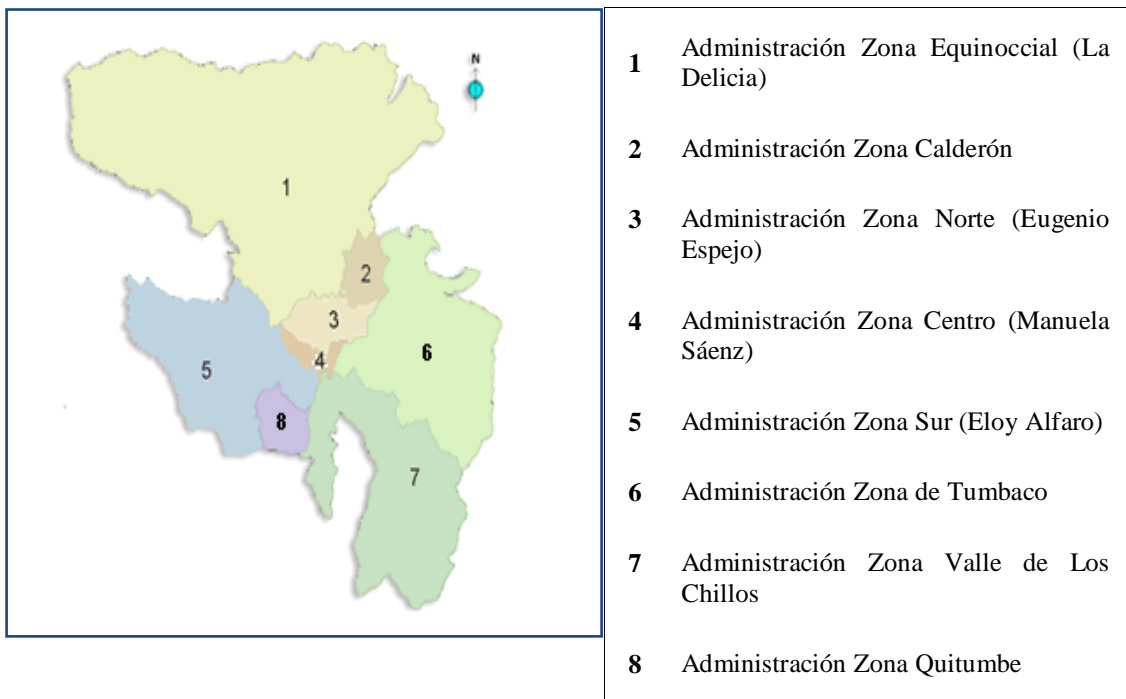 N
1
2
3
4
5
6
7
8
1 Administración Zona Equinoccial (La
Delicia)
2 Administración Zona Calderón
3 Administración Zona Norte (Eugenio
Espejo)
4 Administración Zona Centro (Manuela
Sáenz)
5 Administración Zona Sur (Eloy Alfaro)
6 Administración Zona de Tumbaco
7 Administración Zona Valle de Los
Chillos
8 Administración Zona Quitumbe